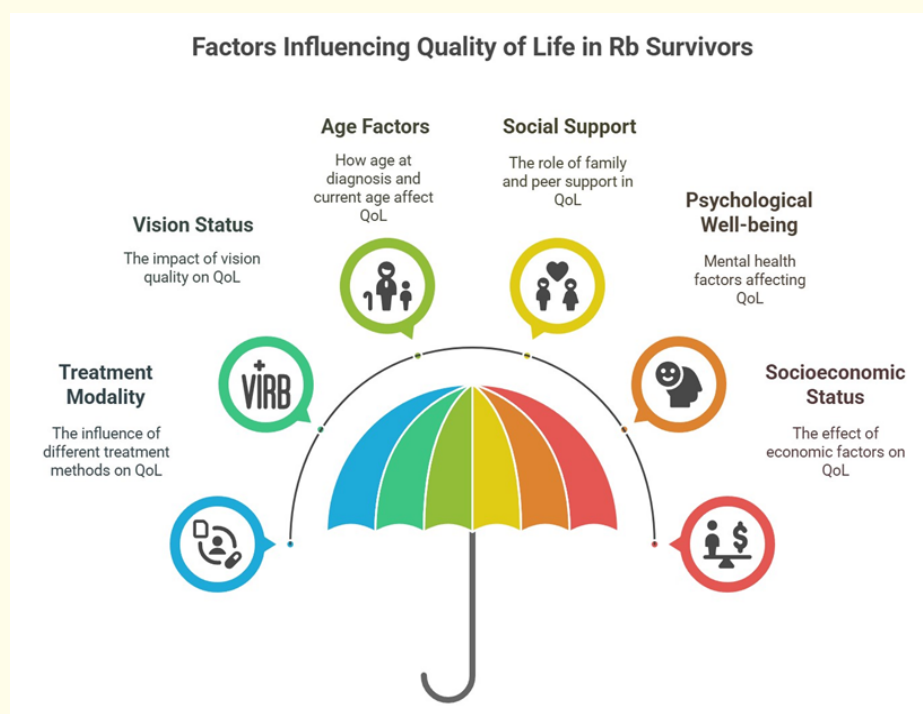 Factors Influencing Quality of Life in Rb Survivors
Age Factors
How age at
diagnosis and
current age affect
QoL
Social Support
The role of family
and peer support in
QoL
Vision Status
The impact of vision
quality on QoL
Psychological
Well-being
Mental health
factors affecting
QoL
Treatment
Modality
The influence of
different treatment
methods on QoL
VIRB
Socioeconomic
Status
The effect of
economic factors on
QoL
$